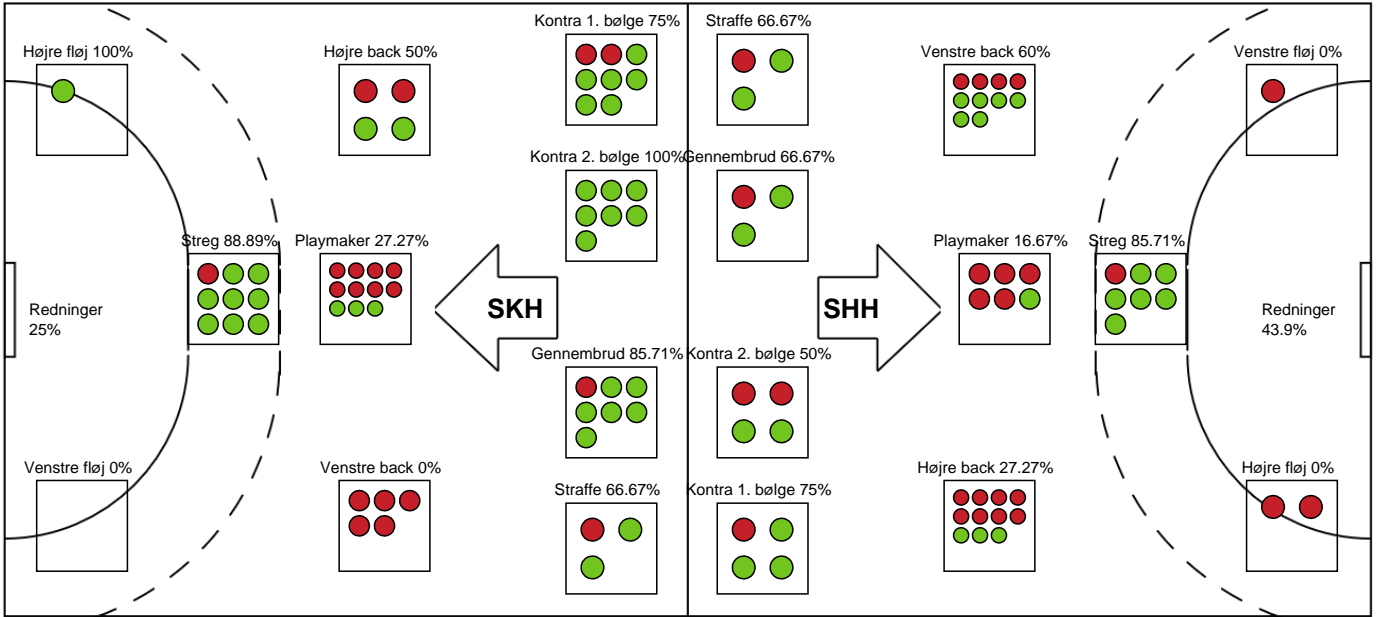 Kontra 1. bølge 75%
Straffe 66.67%
Højre fløj 100%
Højre back 50%
Venstre back 60%
Venstre fløj 0%
Kontra 2. bølge 100%
Gennembrud 66.67%
Streg 88.89%
Playmaker 27.27%
Playmaker 16.67%
Streg 85.71%
Redninger
25%
SKH
SHH
Redninger
43.9%
Gennembrud 85.71%
Kontra 2. bølge 50%
Venstre fløj 0%
Venstre back 0%
Straffe 66.67%
Kontra 1. bølge 75%
Højre back 27.27%
Højre fløj 0%